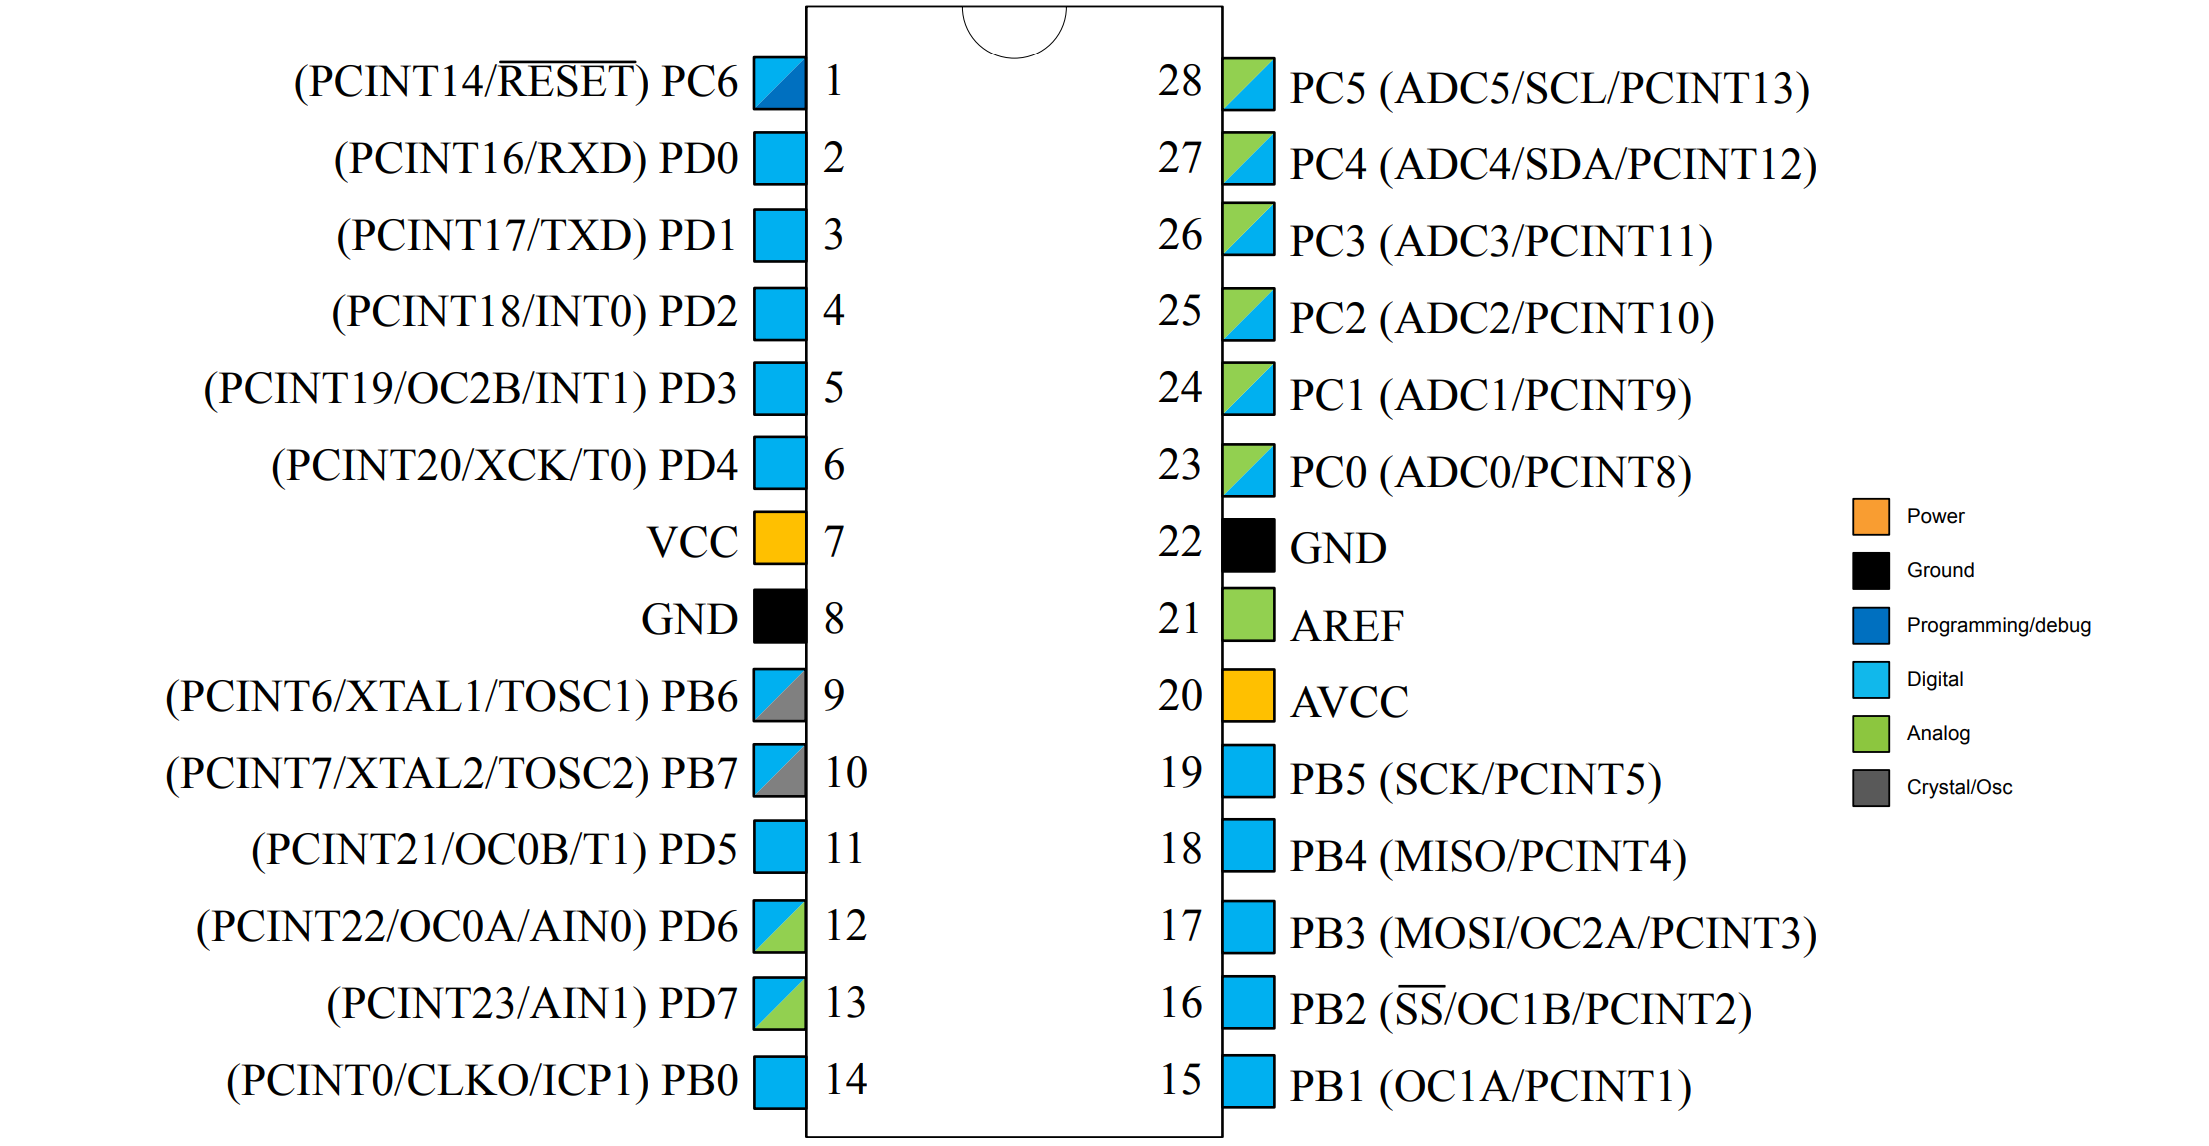 (PCINT14/RESET) PC6 1
(PCINT16/RXD) PD0 2
(PCINT17/TXD) PD1 3
(PCINT18/INT0) PD2 4
(PCINT19/OC2B/INT1) PD3 5
(PCINT20/XCK/T0) PD4 6
VCC 7
GND 8
(PCINT6/XTAL1/TOSC1) PB6 9
(PCINT7/XTAL2/TOSC2) PB7 10
(PCINT21/OC0B/T1) PD5 11
(PCINT22/OC0A/AIN0) PD6 12
(PCINT23/AIN1) PD7 13
(PCINT0/CLKO/ICP1) PB0 14
28 PC5 (ADC5/SCL/PCINT13)
27 PC4 (ADC4/SDA/PCINT12)
26 PC3 (ADC3/PCINT11)
25 PC2 (ADC2/PCINT10)
24 PC1 (ADC1/PCINT9)
23 PC0 (ADC0/PCINT8)
22 GND
21 AREF
20 AVCC
19 PB5 (SCK/PCINT5)
18 PB4 (MISO/PCINT4)
17 PB3 (MOSI/OC2A/PCINT3)
16 PB2 (SS/OC1B/PCINT2)
15 PB1 (OC1A/PCINT1)
Power
Ground
Programming/debug
Digital
Analog
Crystal/Osc